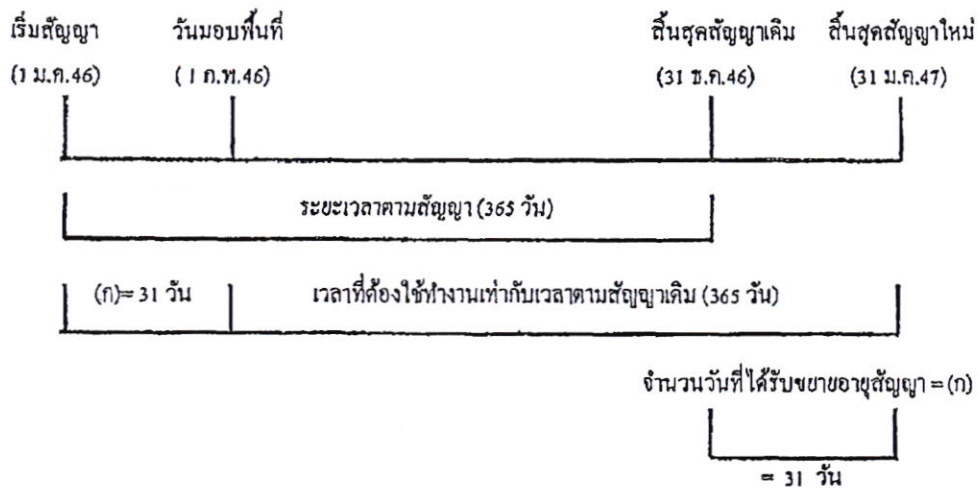 เริ่มสัญญา วันมอบพื้นที่ สิ้นสุดสัญญาเดิม สิ้นสุดสัญญาใหม่
(1 ม.ค.46) (1 ก.พ.46) (31 ธ.ค.46) (31 ม.ค.47)
ระยะเวลาตามสัญญา (365 วัน)
(ก)= 31 วัน เวลาที่ต้องใช้ทำงานเท่ากับเวลาตามสัญญาเดิม (365 วัน)
จำนวนวันที่ได้รับขยายอายุสัญญา = (ก)
= 31 วัน